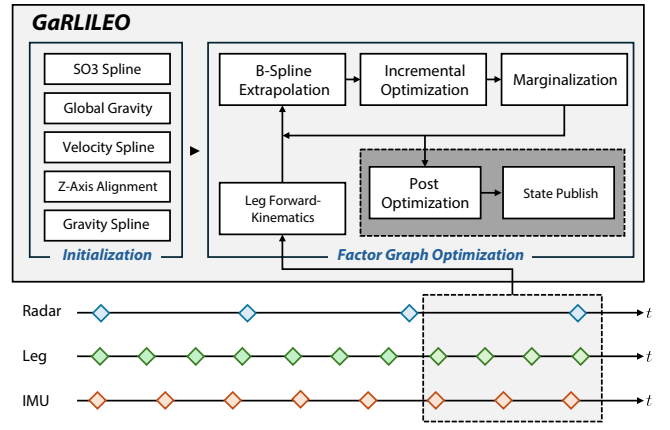 GaRLILEO
SO3 Spline
Global Gravity
Velocity Spline
Z-Axis Alignment
Gravity Spline
Initialization
B-Spline
Extrapolation
Incremental
Optimization
Marginalization
Leg Forward-
Kinematics
Post
Optimization
State Publish
Factor Graph Optimization
Radar
t
Leg
t
IMU
t